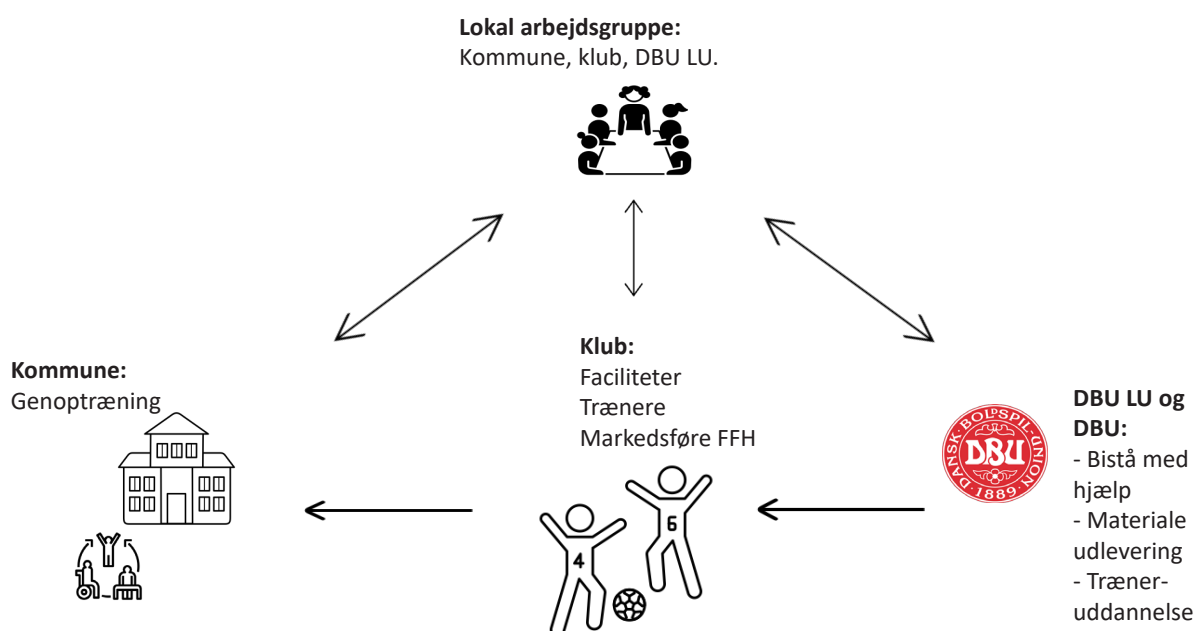 Lokal arbejdsgruppe:
Kommune, klub, DBU LU.
Kommune:
Genoptræning
Klub:
Faciliteter
Trænere
Markedsføre FFH
4
6
DANSK·BOLDSPIL-UNION
DBU
·1889·
DBU LU og
DBU:
- Bistå med
hjælp
- Materiale
udlevering
- Træner-
uddannelse